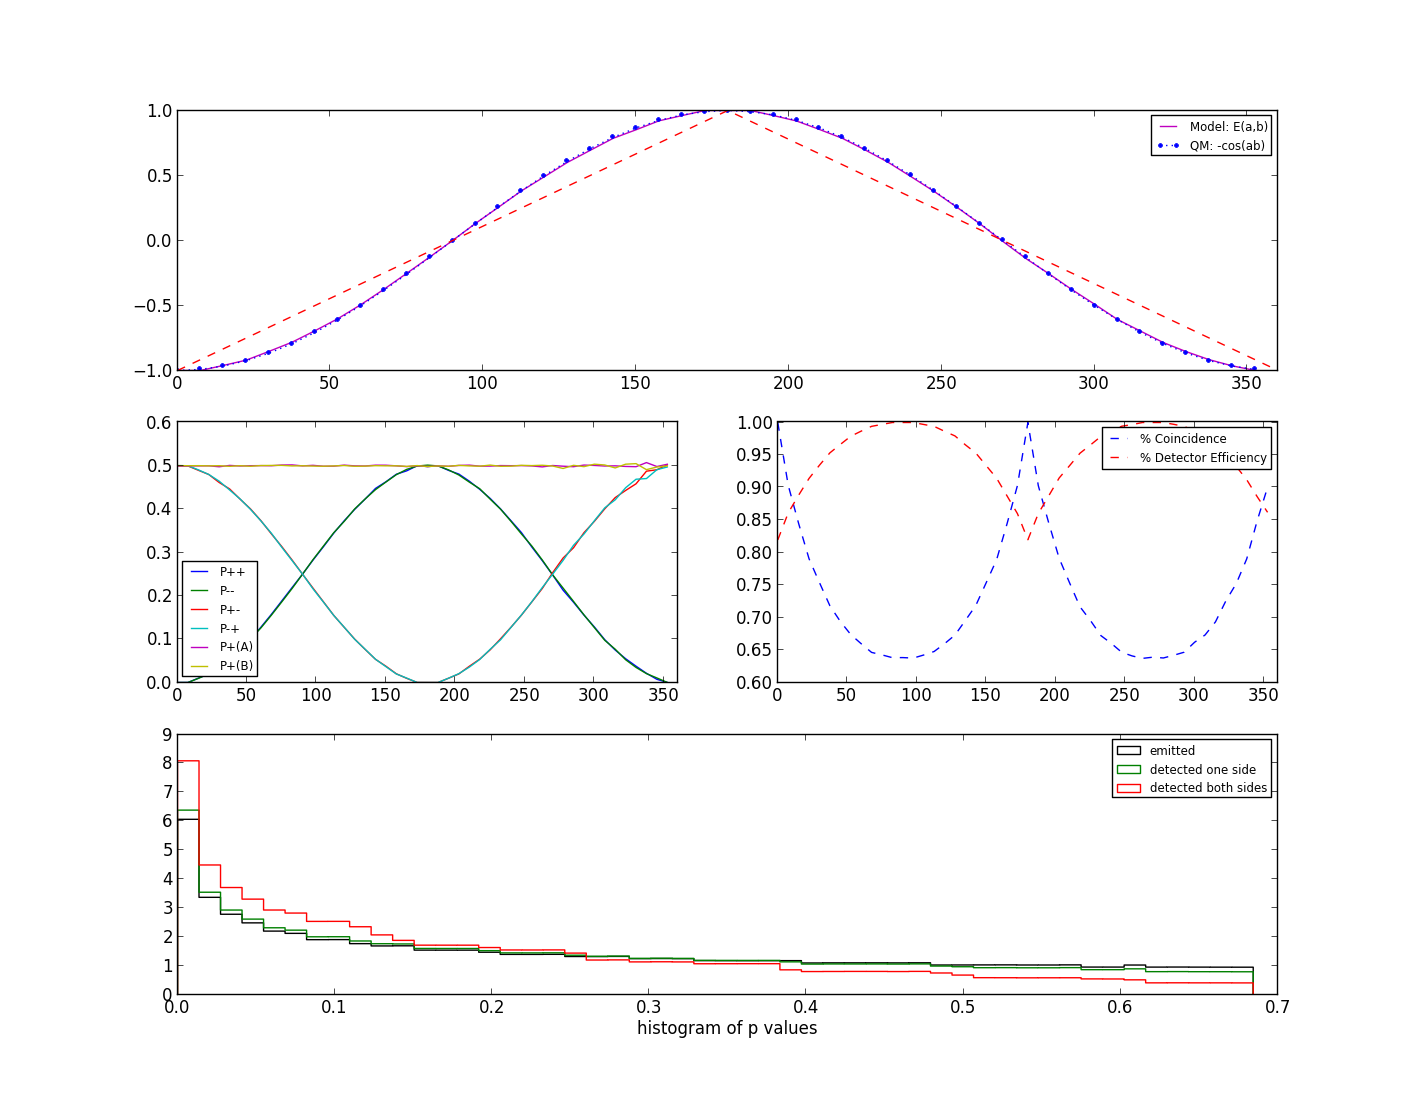 1.0
0.5
0.0
−0.5
−1.0
0 50 100 150 200 250 300 350
Model: E(a,b)
QM: -cos(ab)
0.6
0.5
0.4
0.3
0.2
0.1
0.0
0 50 100 150 200 250 300 350
P++
P--
P+-
P-+
P+(A)
P+(B)
1.00
0.95
0.90
0.85
0.80
0.75
0.70
0.65
0.60
0 50 100 150 200 250 300 350
% Coincidence
% Detector Efficiency
9
8
7
6
5
4
3
2
1
0
0.0 0.1 0.2 0.3 0.4 0.5 0.6 0.7
histogram of p values
emitted
detected one side
detected both sides